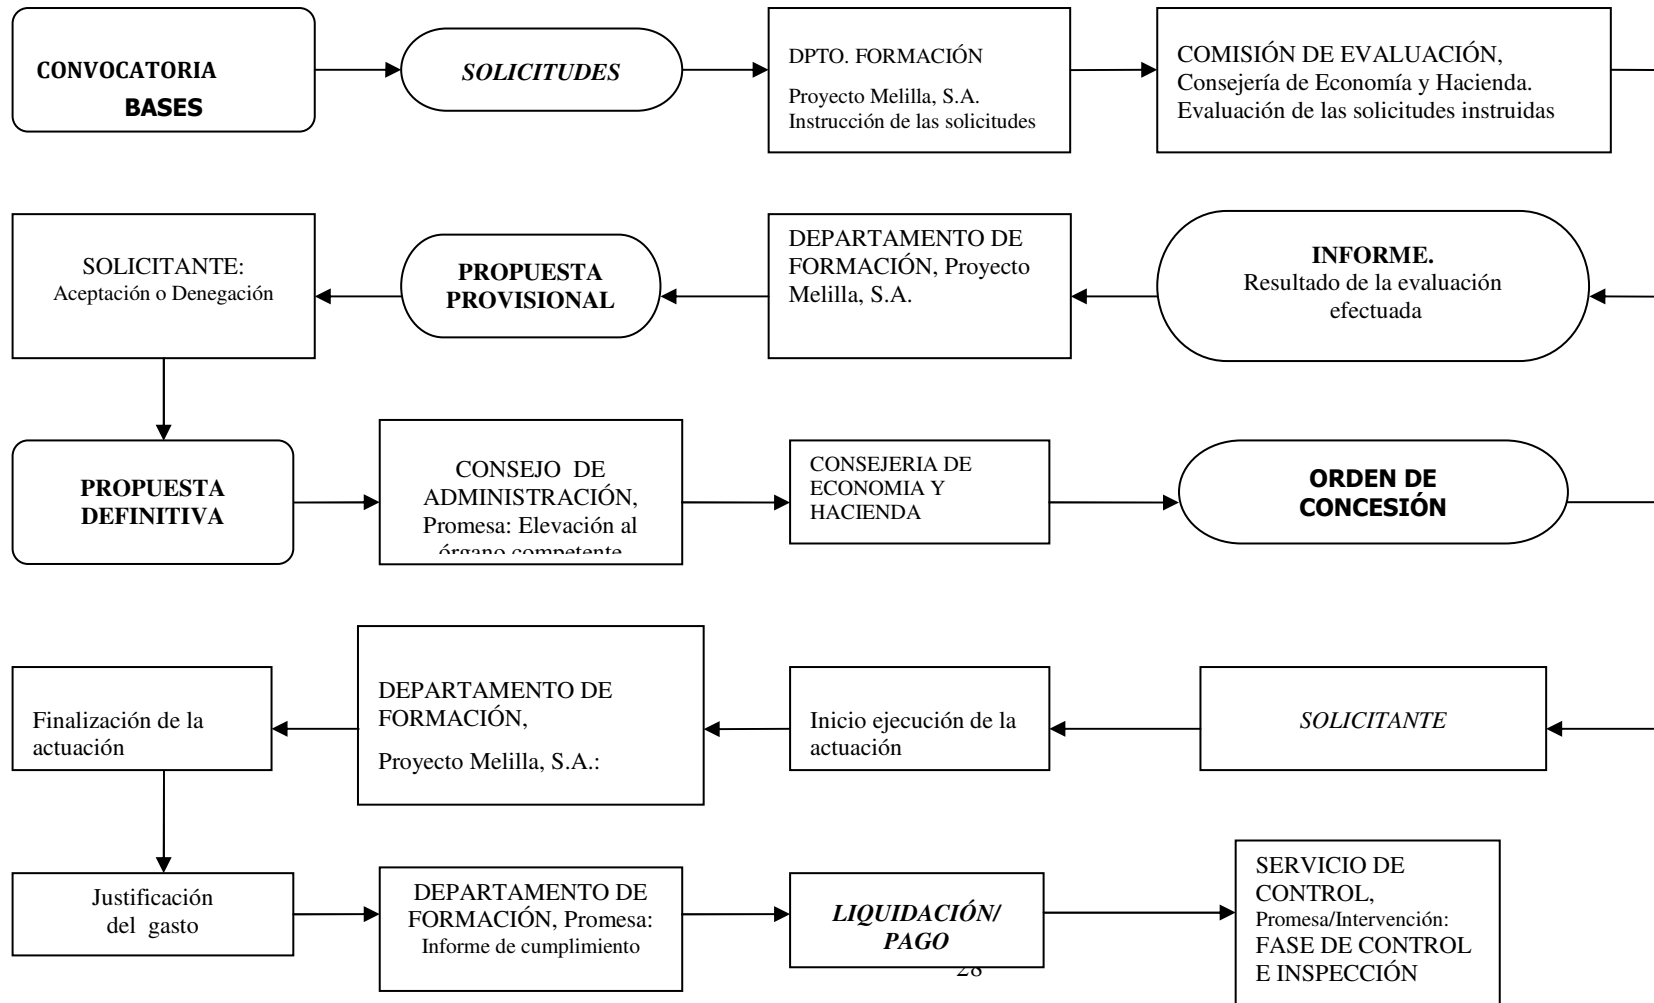 CONVOCATORIA
BASES
SOLICITUDES
DPTO. FORMACIÓN
Proyecto Melilla, S.A.
Instrucción de las solicitudes
COMISIÓN DE EVALUACIÓN,
Consejería de Economía y Hacienda.
Evaluación de las solicitudes instruidas
SOLICITANTE:
Aceptación o Denegación
PROPUESTA
PROVISIONAL
DEPARTAMENTO DE
FORMACIÓN, Proyecto
Melilla, S.A.
INFORME.
Resultado de la evaluación
efectuada
PROPUESTA
DEFINITIVA
CONSEJO DE
ADMINISTRACIÓN,
Promesa: Elevación al
órgano competente
CONSEJERIA DE
ECONOMIA Y
HACIENDA
ORDEN DE
CONCESIÓN
Finalización de la
actuación
DEPARTAMENTO DE
FORMACIÓN,
Proyecto Melilla, S.A.:
Inicio ejecución de la
actuación
SOLICITANTE
Justificación
del gasto
DEPARTAMENTO DE
FORMACIÓN, Promesa:
Informe de cumplimiento
LIQUIDACIÓN/
PAGO
SERVICIO DE
CONTROL,
Promesa/Intervención:
FASE DE CONTROL
E INSPECCIÓN
28